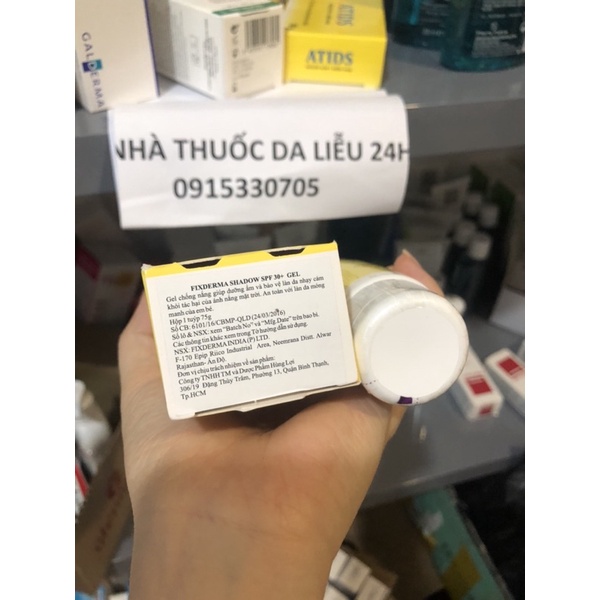 GALDERMA
ATIDS
NHÀ THUỐC DA LIỄU 24H
0915330705
FIXDERMA SHADOW SPF 30+ GEL
Gel chống nắng giúp dưỡng ẩm và bảo vệ làn da nhạy cảm
khỏi tác hại của ánh nắng mặt trời. An toàn với làn da mỏng
manh của em bé.
Hộp 1 tuýp 75g
Số CB: 6101/16/CBMP-QLD (24/03/2016)
Số lô & NSX: xem "Batch No" và "Mfg.Date" trên bao bì.
Các thông tin khác xem trong Tờ hướng dẫn sử dụng.
NSX: FIXDERMA INDIA (P) LTD.
F-170 Epip Riico Industrial Area, Neemrana Distt. Alwar
Rajasthan- Ấn Độ.
Đơn vị chịu trách nhiệm về sản phẩm:
Công ty TNHH TM và Dược Phẩm Hùng Lợi
306/19 Đặng Thùy Trâm, Phường 13, Quận Bình Thạnh,
Tp.HCM